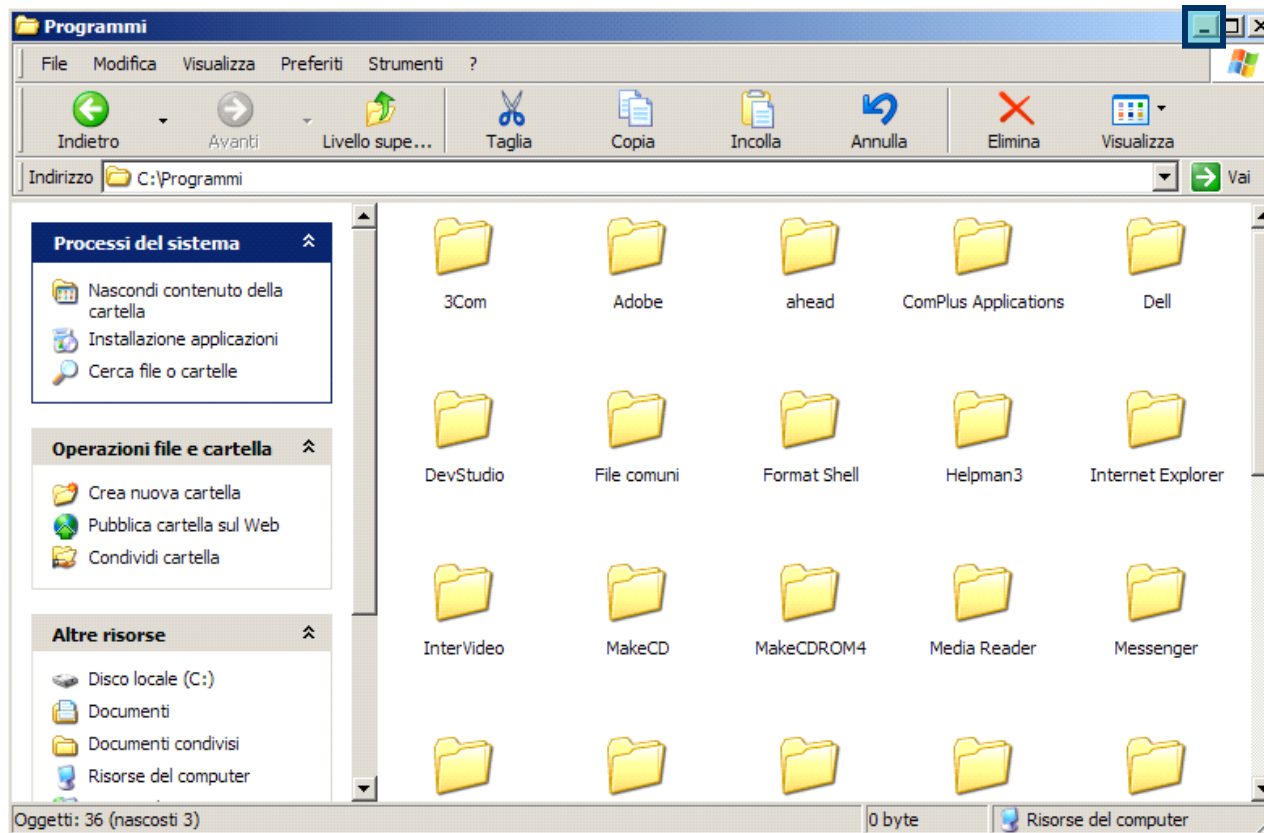 Programmi
File Modifica Visualizza Preferiti Strumenti ?
Indietro Avanti Livello supe... Taglia Copia Incolla Annulla Elimina Visualizza
Indirizzo C:\Programmi Vai
Processi del sistema
Nascondi contenuto della
cartella
Installazione applicazioni
Cerca file o cartelle
Operazioni file e cartella
Crea nuova cartella
Pubblica cartella sul Web
Condividi cartella
Altre risorse
Disco locale (C:)
Documenti
Documenti condivisi
Risorse del computer
3Com Adobe ahead ComPlus Applications Dell
DevStudio File comuni Format Shell Helpman3 Internet Explorer
InterVideo MakeCD MakeCDROM4 Media Reader Messenger
Oggetti: 36 (nascosti 3) 0 byte Risorse del computer